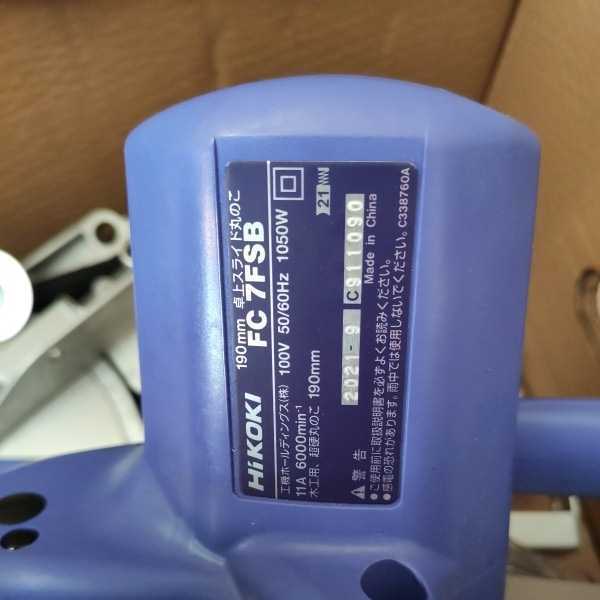 190mm 卓上スライド丸のこ
HiKOKI FC 7FSB
工機ホールディングス(株) 100V 50/60Hz 1050W
11A 6000min-1
木工用、超硬丸のこ 190mm
21
2021-9 C911090
Made in China
警告
●ご使用前に取扱説明書を必ずよくお読みください。
●感電の恐れがあります。雨中では使用しないでください。 C338760A